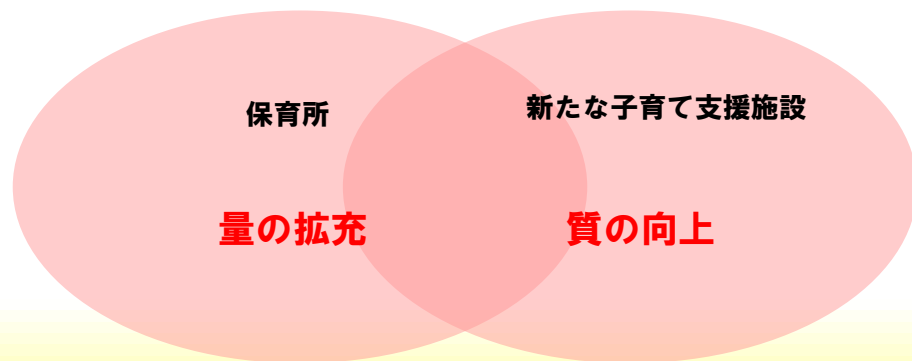 保育所
新たな子育て支援施設
量の拡充
質の向上